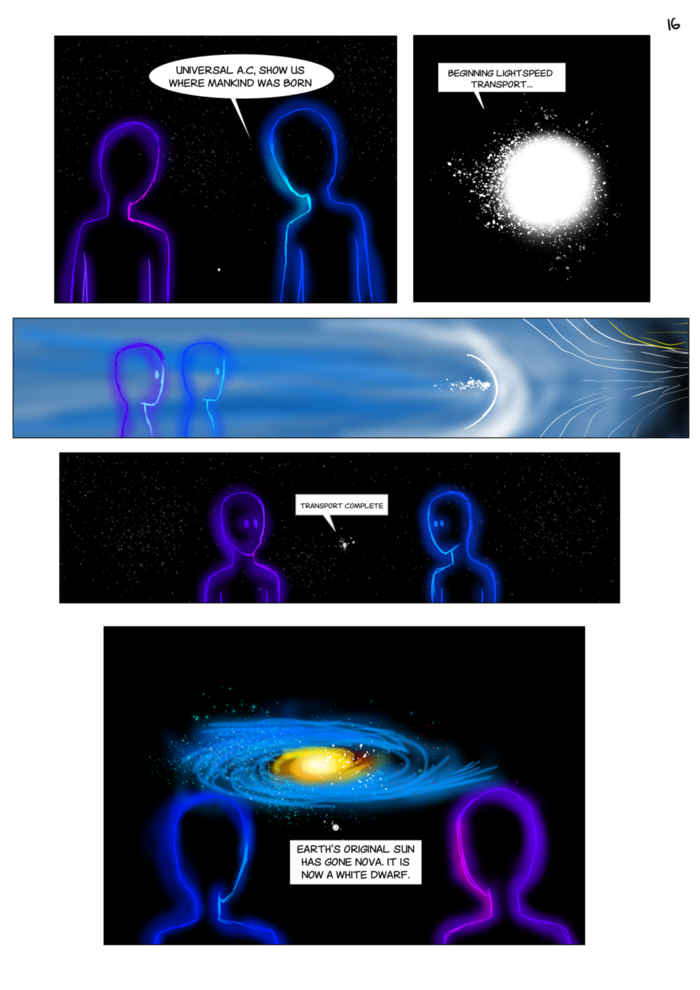 16
UNIVERSAL A.C, SHOW US
WHERE MANKIND WAS BORN
BEGINNING LIGHTSPEED
TRANSPORT...
TRANSPORT COMPLETE
EARTH'S ORIGINAL SUN
HAS GONE NOVA. IT IS
NOW A WHITE DWARF.